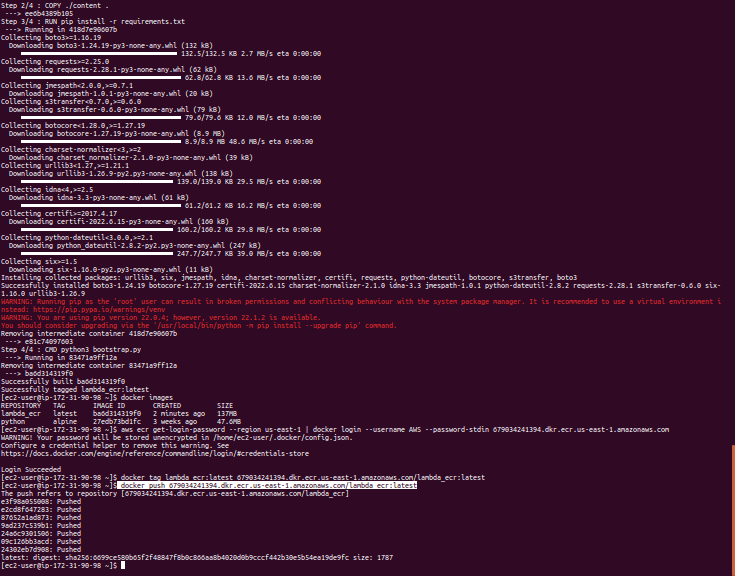 Step 2/4 : COPY ./content .
 ---> ee6b4389b105
Step 3/4 : RUN pip install -r requirements.txt
 ---> Running in 418d7e90607b
Collecting boto3>=1.16.19
  Downloading boto3-1.24.19-py3-none-any.whl (132 kB)
132.5/132.5 KB 2.7 MB/s eta 0:00:00
Collecting requests>=2.25.0
  Downloading requests-2.28.1-py3-none-any.whl (62 kB)
62.8/62.8 KB 13.6 MB/s eta 0:00:00
Collecting jmespath<2.0.0,>=0.7.1
  Downloading jmespath-1.0.1-py3-none-any.whl (20 kB)
Collecting s3transfer<0.7.0,>=0.6.0
  Downloading s3transfer-0.6.0-py3-none-any.whl (79 kB)
79.6/79.6 KB 12.0 MB/s eta 0:00:00
Collecting botocore<1.28.0,>=1.27.19
  Downloading botocore-1.27.19-py3-none-any.whl (8.9 MB)
8.9/8.9 MB 48.6 MB/s eta 0:00:00
Collecting charset-normalizer<3,>=2
  Downloading charset_normalizer-2.1.0-py3-none-any.whl (39 kB)
Collecting urllib3<1.27,>=1.21.1
  Downloading urllib3-1.26.9-py2.py3-none-any.whl (138 kB)
139.0/139.0 KB 29.5 MB/s eta 0:00:00
Collecting idna<4,>=2.5
  Downloading idna-3.3-py3-none-any.whl (61 kB)
61.2/61.2 KB 16.2 MB/s eta 0:00:00
Collecting certifi>=2017.4.17
  Downloading certifi-2022.6.15-py3-none-any.whl (160 kB)
160.2/160.2 KB 29.8 MB/s eta 0:00:00
Collecting python-dateutil<3.0.0,>=2.1
  Downloading python_dateutil-2.8.2-py2.py3-none-any.whl (247 kB)
247.7/247.7 KB 39.0 MB/s eta 0:00:00
Collecting six>=1.5
  Downloading six-1.16.0-py2.py3-none-any.whl (11 kB)
Installing collected packages: urllib3, six, jmespath, idna, charset-normalizer, certifi, requests, python-dateutil, botocore, s3transfer, boto3
Successfully installed boto3-1.24.19 botocore-1.27.19 certifi-2022.6.15 charset-normalizer-2.1.0 idna-3.3 jmespath-1.0.1 python-dateutil-2.8.2 requests-2.28.1 s3transfer-0.6.0 six-
1.16.0 urllib3-1.26.9
WARNING: Running pip as the 'root' user can result in broken permissions and conflicting behaviour with the system package manager. It is recommended to use a virtual environment i
nstead: https://pip.pypa.io/warnings/venv
WARNING: You are using pip version 22.0.4; however, version 22.1.2 is available.
You should consider upgrading via the '/usr/local/bin/python -m pip install --upgrade pip' command.
Removing intermediate container 418d7e90607b
 ---> e81c74097603
Step 4/4 : CMD python3 bootstrap.py
 ---> Running in 83471a9ff12a
Removing intermediate container 83471a9ff12a
 ---> ba6d314319f0
Successfully built ba6d314319f0
Successfully tagged lambda_ecr:latest
[ec2-user@ip-172-31-90-98 ~]$ docker images
REPOSITORY   TAG       IMAGE ID       CREATED         SIZE
lambda_ecr   latest    ba6d314319f0   2 minutes ago   137MB
python       alpine    27edb73bd1fc   3 weeks ago     47.6MB
[ec2-user@ip-172-31-90-98 ~]$ aws ecr get-login-password --region us-east-1 | docker login --username AWS --password-stdin 679034241394.dkr.ecr.us-east-1.amazonaws.com
WARNING! Your password will be stored unencrypted in /home/ec2-user/.docker/config.json.
Configure a credential helper to remove this warning. See
https://docs.docker.com/engine/reference/commandline/login/#credentials-store
Login Succeeded
[ec2-user@ip-172-31-90-98 ~]$ docker tag lambda_ecr:latest 679034241394.dkr.ecr.us-east-1.amazonaws.com/lambda_ecr:latest
[ec2-user@ip-172-31-90-98 ~]$ docker push 679034241394.dkr.ecr.us-east-1.amazonaws.com/lambda_ecr:latest
The push refers to repository [679034241394.dkr.ecr.us-east-1.amazonaws.com/lambda_ecr]
e3f98a055008: Pushed
e2cd8f647283: Pushed
87652a1ad873: Pushed
9ad237c539b1: Pushed
24a6c9301506: Pushed
09c126bb3acd: Pushed
24302eb7d908: Pushed
latest: digest: sha256:6699ce580b65f2f48847f8b0c866aa8b4020d0b9cccf442b30e5b54ea19de9fc size: 1787
[ec2-user@ip-172-31-90-98 ~]$